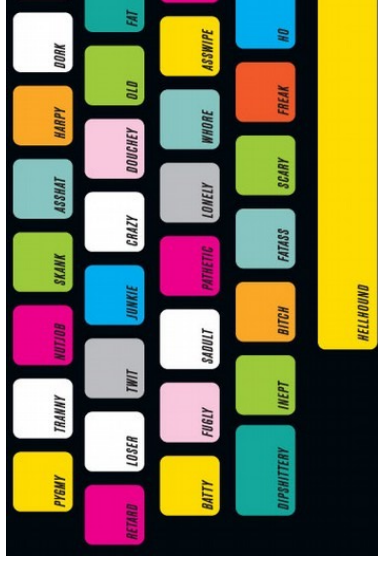 PYGMY
TRANNY
NUTJOB
SKANK
ASSHAT
HARPY
DORK
RETARD
LOSER
TWIT
JUNKIE
CRAZY
DOUCHEY
OLD
FAT
BATTY
FUGLY
SADULT
PATHETIC
LONELY
WHORE
ASSWIPE
DIPSHITTERY
INEPT
BITCH
FATASS
SCARY
FREAK
HO
HELLHOUND